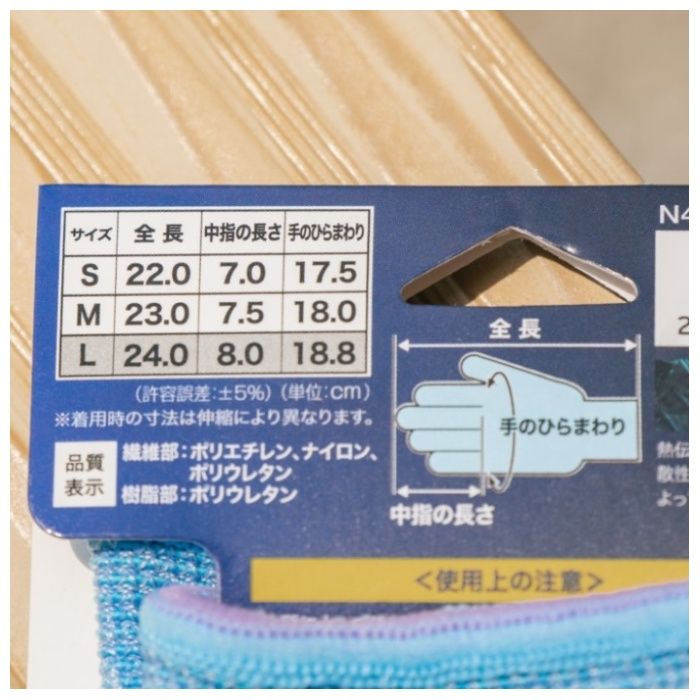 サイズ 全長 中指の長さ 手のひらまわり
S 22.0 7.0 17.5
M 23.0 7.5 18.0
L 24.0 8.0 18.8
(許容誤差:±5%)(単位:cm)
※着用時の寸法は伸縮により異なります。
品質表示
繊維部:ポリエチレン、ナイロン、
ポリウレタン
樹脂部:ポリウレタン
全長
手のひらまわり
中指の長さ
<使用上の注意>
N4
2
熱伝
散性
よっ